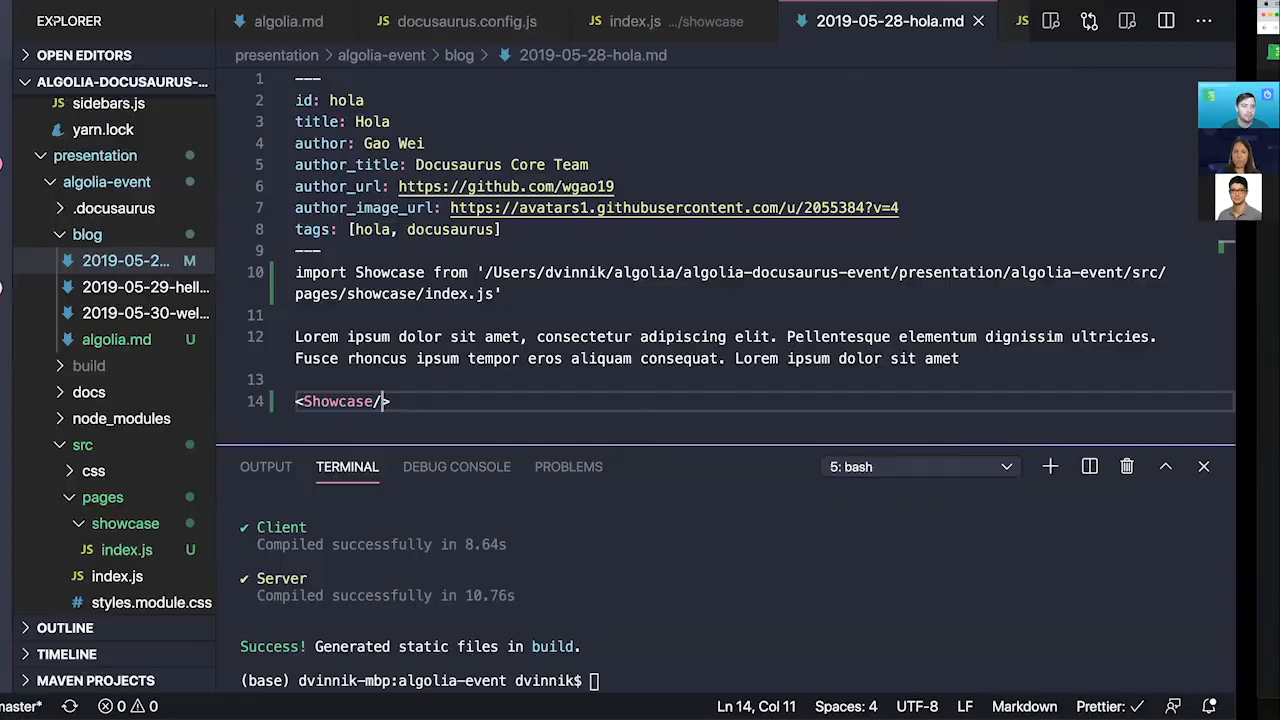 EXPLORER
algolia.md
JS docusaurus.config.js
JS index.js .../showcase
2019-05-28-hola.md
JS
OPEN EDITORS
ALGOLIA-DOCUSAURUS-...
presentation > algolia-event > blog > 2019-05-28-hola.md
JS sidebars.js
yarn.lock
presentation
algolia-event
.docusaurus
blog
2019-05-2... M
2019-05-29-hell...
2019-05-30-wel...
algolia.md U
build
docs
node_modules
src
css
pages
showcase
JS index.js U
JS index.js
# styles.module.css
OUTLINE
TIMELINE
MAVEN PROJECTS
1 ---
2 id: hola
3 title: Hola
4 author: Gao Wei
5 author_title: Docusaurus Core Team
6 author_url: https://github.com/wgao19
7 author_image_url: https://avatars1.githubusercontent.com/u/2055384?v=4
8 tags: [hola, docusaurus]
9 ---
10 import Showcase from '/Users/dvinnik/algolia/algolia-docusaurus-event/presentation/algolia-event/src/
pages/showcase/index.js'
11
12 Lorem ipsum dolor sit amet, consectetur adipiscing elit. Pellentesque elementum dignissim ultricies.
Fusce rhoncus ipsum tempor eros aliquam consequat. Lorem ipsum dolor sit amet
13
14 <Showcase/>
OUTPUT TERMINAL DEBUG CONSOLE PROBLEMS 5: bash
✔ Client
Compiled successfully in 8.64s
✔ Server
Compiled successfully in 10.76s
Success! Generated static files in build.
(base) dvinnik-mbp:algolia-event dvinnik$
master* 0 0 Ln 14, Col 11 Spaces: 4 UTF-8 LF Markdown Prettier: ✓